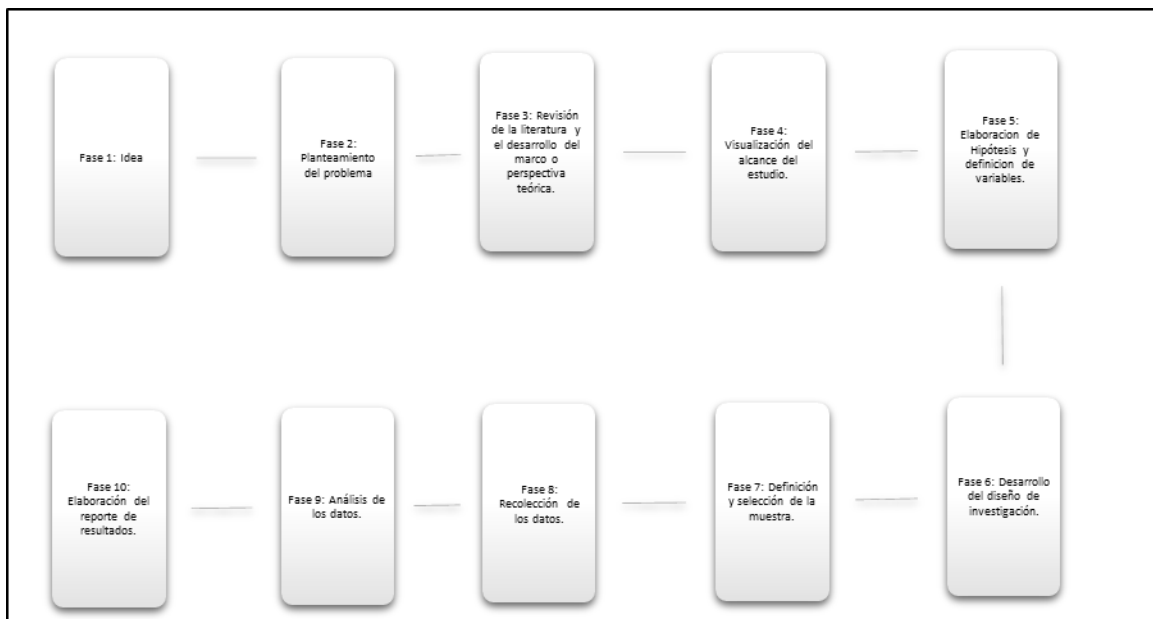 Fase 1: Idea
Fase 2:
Planteamiento
del problema
Fase 3: Revisión
de la literatura y
el desarrollo del
marco o
perspectiva
teórica.
Fase 4:
Visualización del
alcance del
estudio.
Fase 5:
Elaboracion de
Hipótesis y
definicion de
variables.
Fase 6: Desarrollo
del diseño de
investigación.
Fase 7: Definición
y selección de la
muestra.
Fase 8:
Recolección de
los datos.
Fase 9: Análisis de
los datos.
Fase 10:
Elaboración del
reporte de
resultados.